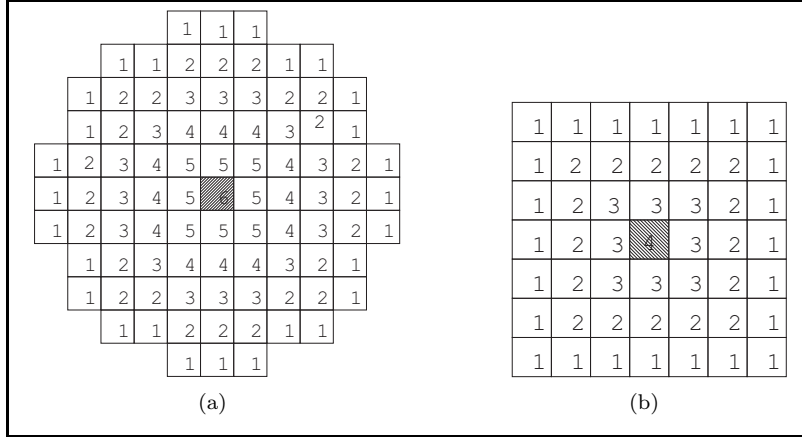 1 1 1
1 1 2 2 2 1 1
1 2 2 3 3 3 2 2 1
1 2 3 4 4 4 3 2 1
1 2 3 4 5 5 5 4 3 2 1
1 2 3 4 5 6 5 4 3 2 1
1 2 3 4 5 5 5 4 3 2 1
1 2 3 4 4 4 3 2 1
1 2 2 3 3 3 2 2 1
1 1 2 2 2 1 1
1 1 1
(a)
1 1 1 1 1 1 1
1 2 2 2 2 2 1
1 2 3 3 3 2 1
1 2 3 4 3 2 1
1 2 3 3 3 2 1
1 2 2 2 2 2 1
1 1 1 1 1 1 1
(b)